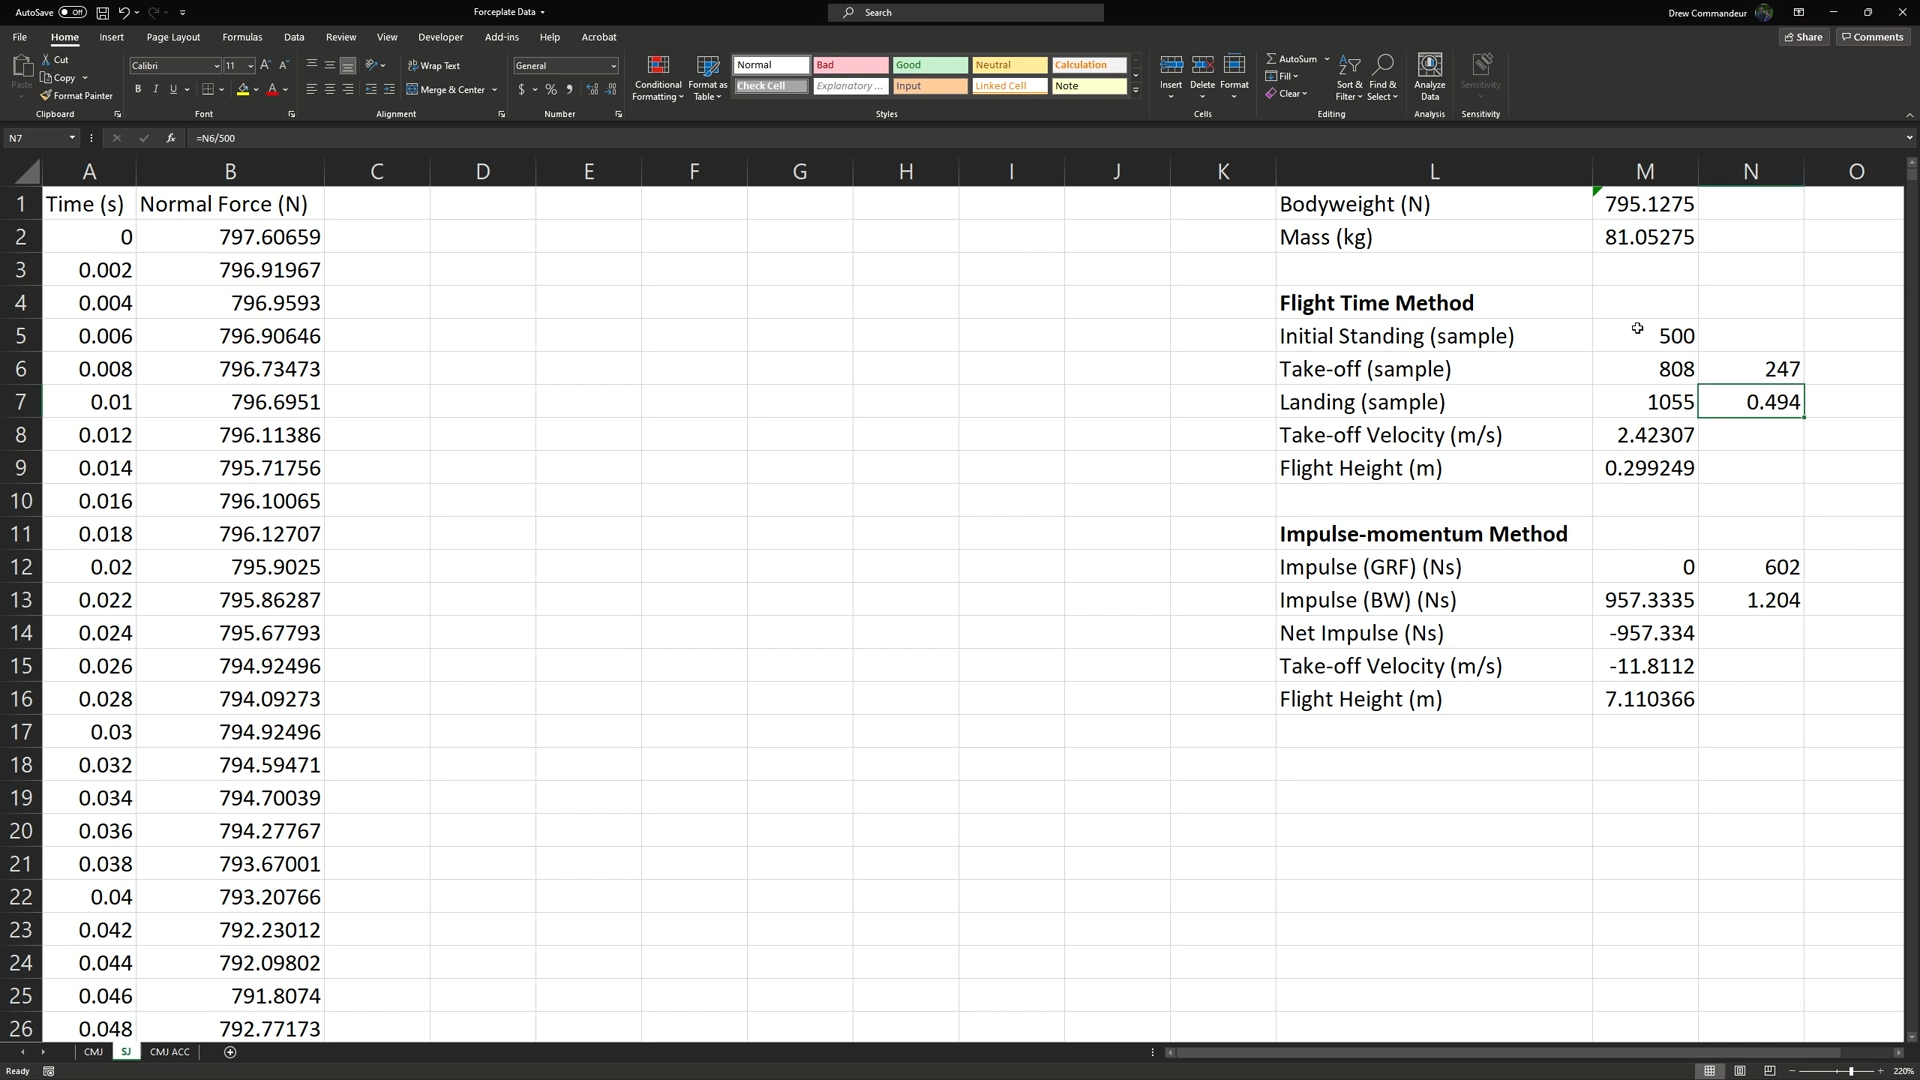 AutoSave Off Forceplate Data Search Drew Commandeur
File Home Insert Page Layout Formulas Data Review View Developer Add-ins Help Acrobat Share Comments
Paste Cut Copy Format Painter Clipboard
Calibri 11 A A B I U A Font
Wrap Text Merge & Center Alignment
General $ % Number
Conditional Formatting Format as Table
Normal Bad Good Neutral Calculation
Check Cell Explanatory ... Input Linked Cell Note
Styles
Insert Delete Format Cells
AutoSum Fill Clear Sort & Filter Find & Select Editing
Analyze Data Analysis
Sensitivity Sensitivity
N7 fx =N6/500
A B C D E F G H I J K L M N O
1 Time (s) Normal Force (N) Bodyweight (N) 795.1275
2 0 797.60659 Mass (kg) 81.05275
3 0.002 796.91967
4 0.004 796.9593 Flight Time Method
5 0.006 796.90646 Initial Standing (sample) 500
6 0.008 796.73473 Take-off (sample) 808 247
7 0.01 796.6951 Landing (sample) 1055 0.494
8 0.012 796.11386 Take-off Velocity (m/s) 2.42307
9 0.014 795.71756 Flight Height (m) 0.299249
10 0.016 796.10065
11 0.018 796.12707 Impulse-momentum Method
12 0.02 795.9025 Impulse (GRF) (Ns) 0 602
13 0.022 795.86287 Impulse (BW) (Ns) 957.3335 1.204
14 0.024 795.67793 Net Impulse (Ns) -957.334
15 0.026 794.92496 Take-off Velocity (m/s) -11.8112
16 0.028 794.09273 Flight Height (m) 7.110366
17 0.03 794.92496
18 0.032 794.59471
19 0.034 794.70039
20 0.036 794.27767
21 0.038 793.67001
22 0.04 793.20766
23 0.042 792.23012
24 0.044 792.09802
25 0.046 791.8074
26 0.048 792.77173
CMJ SJ CMJ ACC
Ready 220%